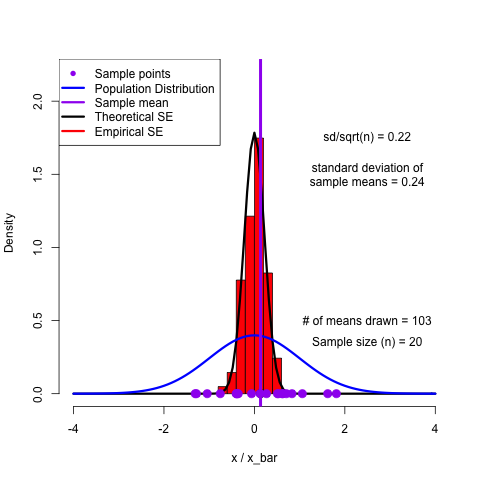 Sample points
Population Distribution
Sample mean
Theoretical SE
Empirical SE
sd/sqrt(n) = 0.22
standard deviation of
sample means = 0.24
# of means drawn = 103
Sample size (n) = 20
Density
0.0
0.5
1.0
1.5
2.0
-4
-2
0
2
4
x / x_bar